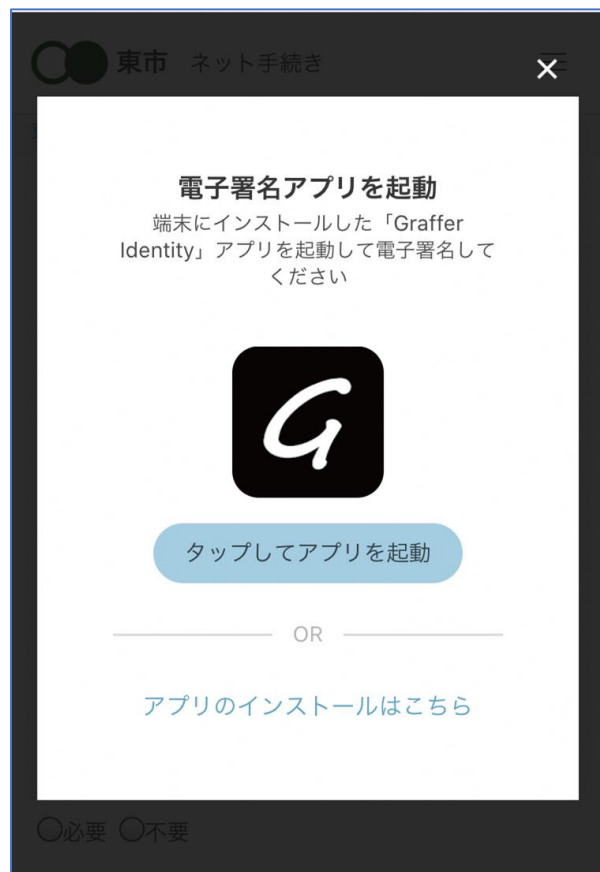 東市 ネット手続き
×
電子署名アプリを起動
端末にインストールした「Graffer
Identity」アプリを起動して電子署名して
ください
G
タップしてアプリを起動
OR
アプリのインストールはこちら
○必要 ○不要